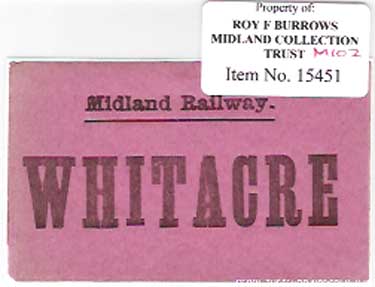 Property of:
ROY F BURROWS
MIDLAND COLLECTION
TRUST M102
Item No. 15451
Midland Railway.
WHITACRE